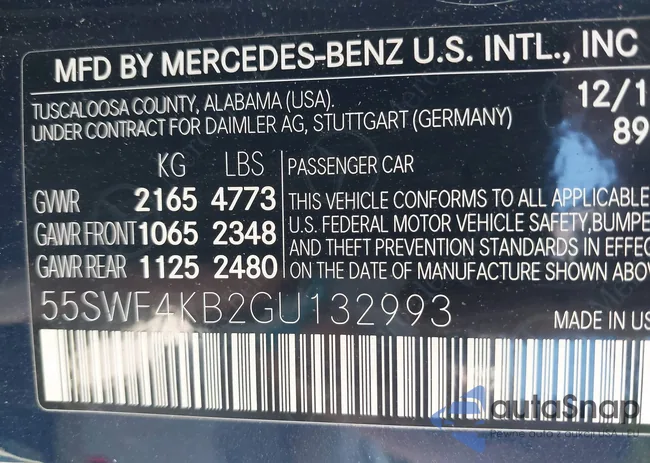 MFD BY MERCEDES-BENZ U.S. INTL., INC
TUSCALOOSA COUNTY, ALABAMA (USA). 12/1
UNDER CONTRACT FOR DAIMLER AG, STUTTGART (GERMANY) 89
KG LBS PASSENGER CAR
GWR 2165 4773 THIS VEHICLE CONFORMS TO ALL APPLICABLE
GAWR FRONT 1065 2348 U.S. FEDERAL MOTOR VEHICLE SAFETY, BUMPE
GAWR REAR 1125 2480 AND THEFT PREVENTION STANDARDS IN EFFEC
ON THE DATE OF MANUFACTURE SHOWN ABO
55SWF4KB2GU132993 MADE IN US
autoSnap